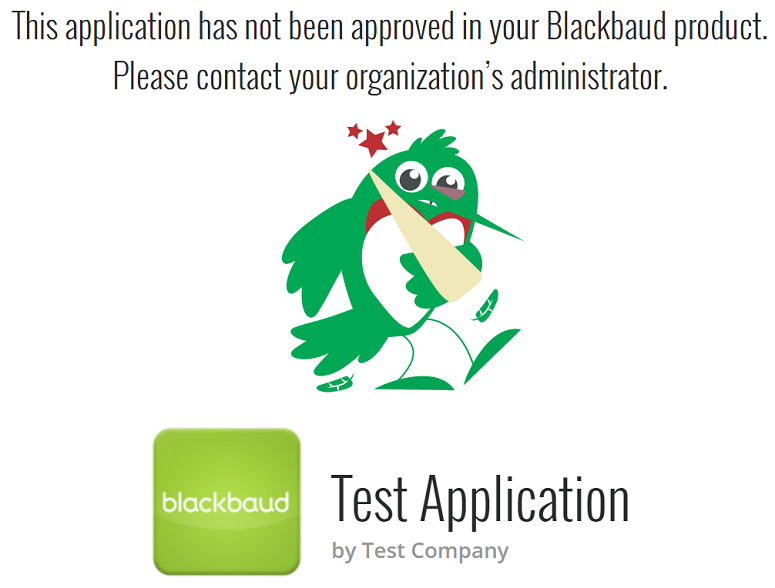 This application has not been approved in your Blackbaud product.
Please contact your organization’s administrator.
blackbaud
Test Application
by Test Company